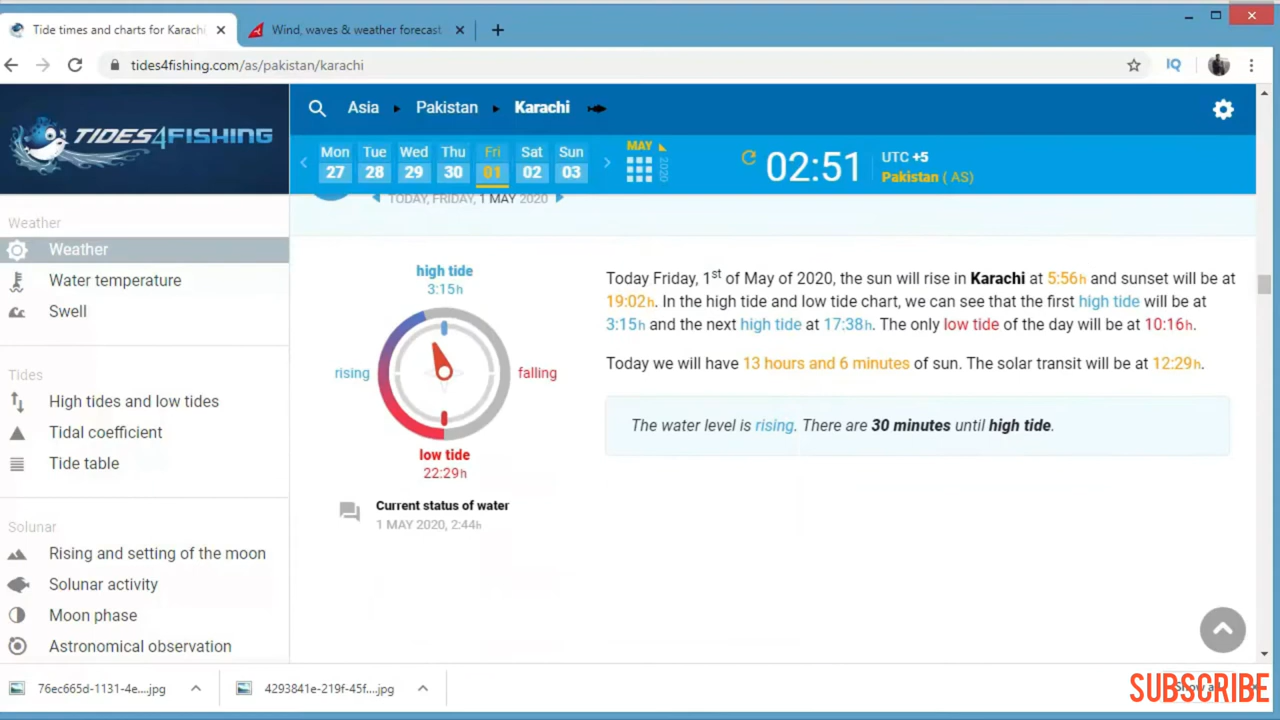 Tide times and charts for Karachi
Wind, waves & weather forecast
tides4fishing.com/as/pakistan/karachi
IQ
TIDES4FISHING
Asia Pakistan Karachi
Mon Tue Wed Thu Fri Sat Sun
27 28 29 30 01 02 03
MAY
2020
02:51
UTC +5
Pakistan ( AS)
TODAY, FRIDAY, 1 MAY 2020
Weather
Weather
Water temperature
Swell
Tides
High tides and low tides
Tidal coefficient
Tide table
Solunar
Rising and setting of the moon
Solunar activity
Moon phase
Astronomical observation
high tide
3:15h
rising
falling
low tide
22:29h
Current status of water
1 MAY 2020, 2:44h
Today Friday, 1st of May of 2020, the sun will rise in Karachi at 5:56h and sunset will be at
19:02h. In the high tide and low tide chart, we can see that the first high tide will be at
3:15h and the next high tide at 17:38h. The only low tide of the day will be at 10:16h.
Today we will have 13 hours and 6 minutes of sun. The solar transit will be at 12:29h.
The water level is rising. There are 30 minutes until high tide.
76ec665d-1131-4e....jpg
4293841e-219f-45f....jpg
SUBSCRIBE